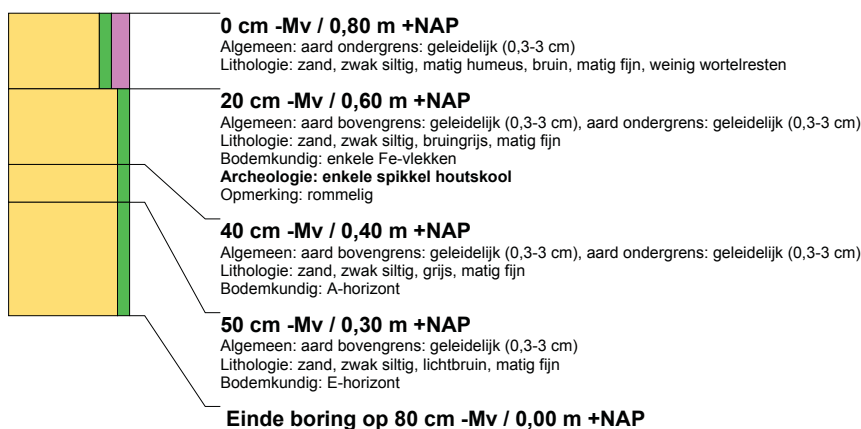 0 cm -Mv / 0,80 m +NAP
Algemeen: aard ondergrens: geleidelijk (0,3-3 cm)
Lithologie: zand, zwak siltig, matig humeus, bruin, matig fijn, weinig wortelresten
20 cm -Mv / 0,60 m +NAP
Algemeen: aard bovengrens: geleidelijk (0,3-3 cm), aard ondergrens: geleidelijk (0,3-3 cm)
Lithologie: zand, zwak siltig, bruingrijs, matig fijn
Bodemkundig: enkele Fe-vlekken
Archeologie: enkele spikkel houtskool
Opmerking: rommelig
40 cm -Mv / 0,40 m +NAP
Algemeen: aard bovengrens: geleidelijk (0,3-3 cm), aard ondergrens: geleidelijk (0,3-3 cm)
Lithologie: zand, zwak siltig, grijs, matig fijn
Bodemkundig: A-horizont
50 cm -Mv / 0,30 m +NAP
Algemeen: aard bovengrens: geleidelijk (0,3-3 cm)
Lithologie: zand, zwak siltig, lichtbruin, matig fijn
Bodemkundig: E-horizont
Einde boring op 80 cm -Mv / 0,00 m +NAP